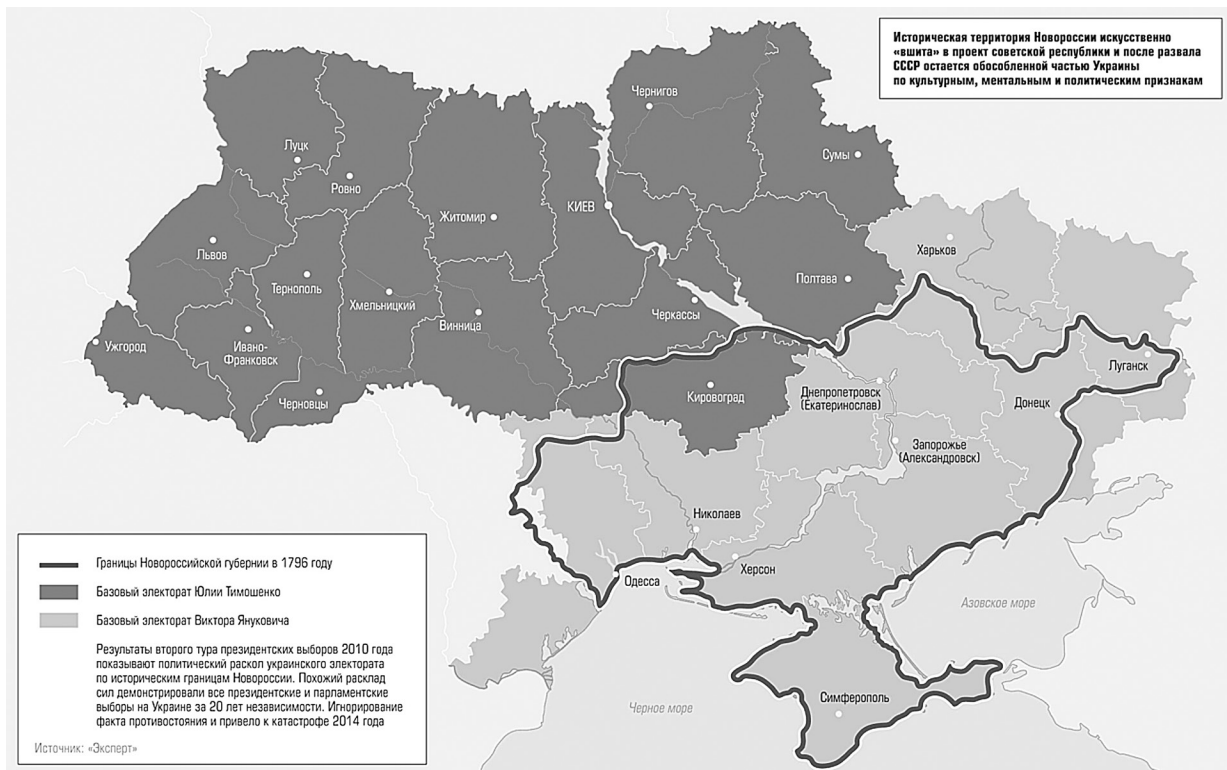 Историческая территория Новороссии искусственно
«вшита» в проект советской республики и после развала
СССР остается обособленной частью Украины
по культурным, ментальным и политическим признакам
Чернигов
Луцк
Ровно
Сумы
Житомир
КИЕВ
Львов
Харьков
Тернополь
Хмельницкий
Полтава
Винница
Черкассы
Ужгород
Ивано-
Франковск
Черновцы
Кировоград
Днепропетровск
(Екатеринослав)
Луганск
Донецк
Запорожье
(Александровск)
Николаев
Херсон
Одесса
Азовское море
Симферополь
Черное море
Границы Новороссийской губернии в 1796 году
Базовый электорат Юлии Тимошенко
Базовый электорат Виктора Януковича
Результаты второго тура президентских выборов 2010 года
показывают политический раскол украинского электората
по историческим границам Новороссии. Похожий расклад
сил демонстрировали все президентские и парламентские
выборы на Украине за 20 лет независимости. Игнорирование
факта противостояния и привело к катастрофе 2014 года
Источник: «Эксперт»